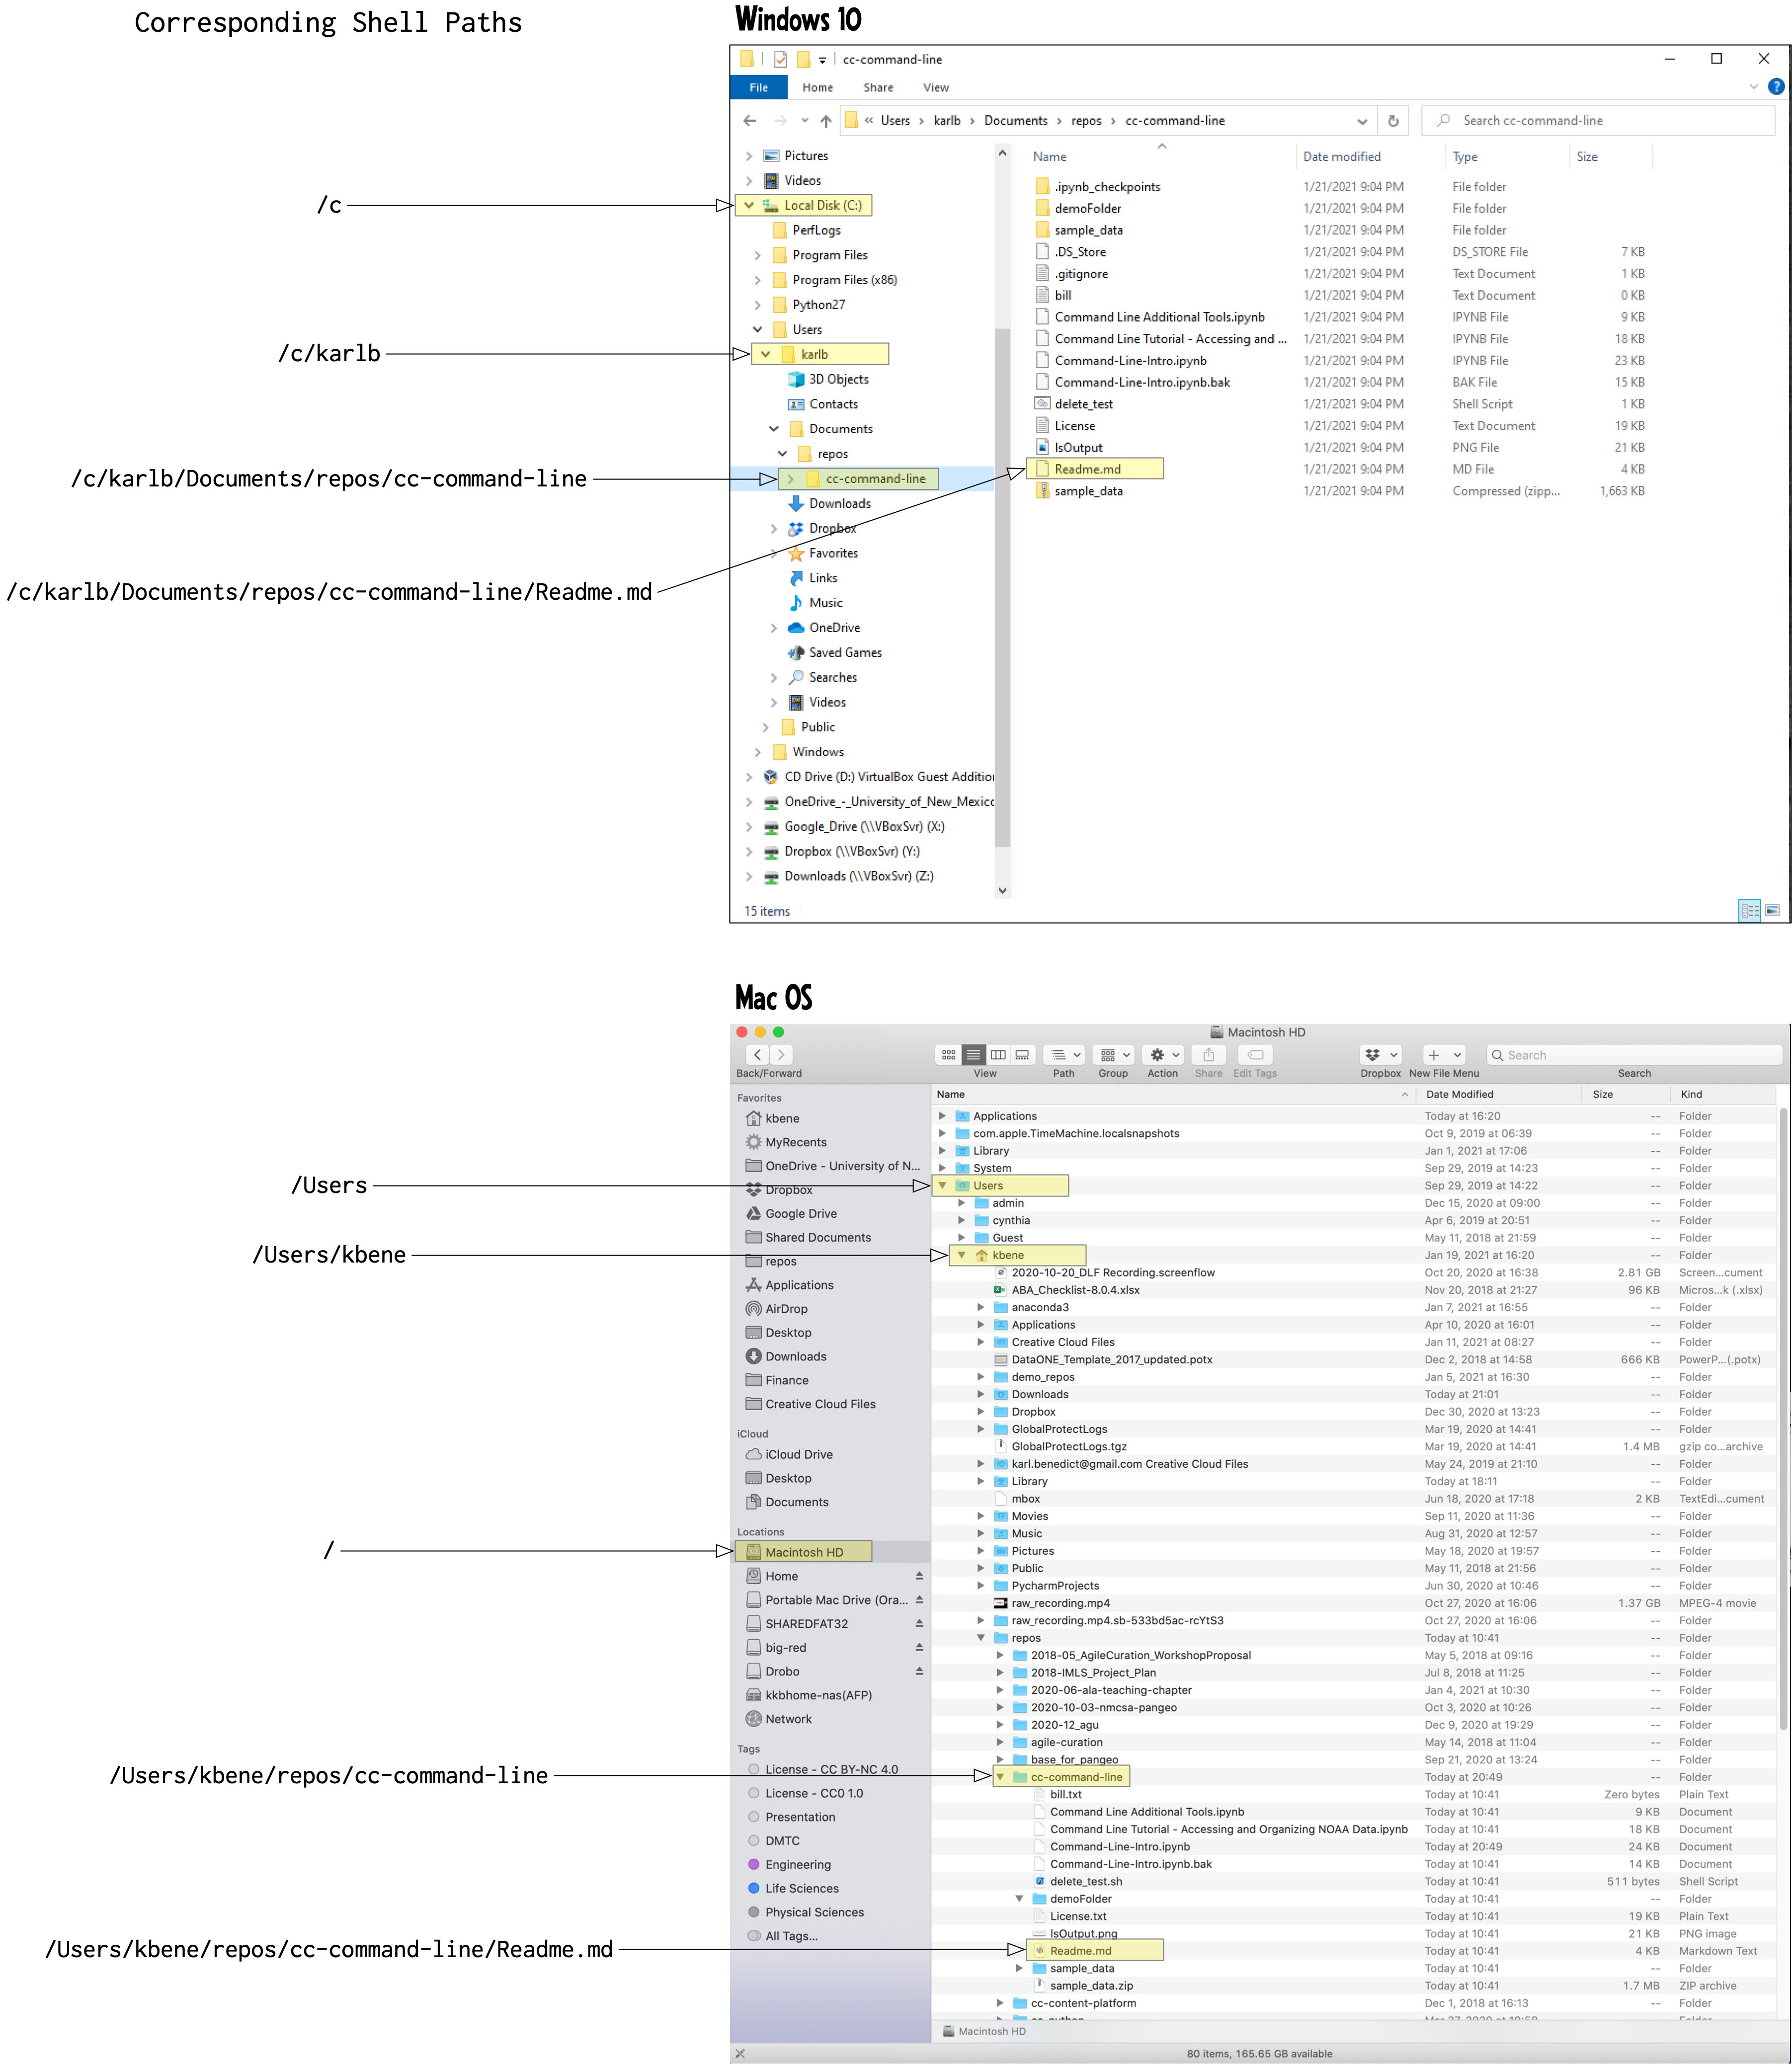 Corresponding Shell Paths
Windows 10
cc-command-line
File Home Share View
« Users › karlb › Documents › repos › cc-command-line
Search cc-command-line
Pictures
Videos
/c
Local Disk (C:)
PerfLogs
Program Files
Program Files (x86)
Python27
Users
/c/karlb
karlb
3D Objects
Contacts
Documents
repos
/c/karlb/Documents/repos/cc-command-line
cc-command-line
Downloads
Dropbox
Favorites
Links
/c/karlb/Documents/repos/cc-command-line/Readme.md
Music
OneDrive
Saved Games
Searches
Videos
Public
Windows
CD Drive (D:) VirtualBox Guest Additio
OneDrive_-_University_of_New_Mexic
Google_Drive (\\VBoxSvr) (X:)
Dropbox (\\VBoxSvr) (Y:)
Downloads (\\VBoxSvr) (Z:)
Name Date modified Type Size
.ipynb_checkpoints 1/21/2021 9:04 PM File folder
demoFolder 1/21/2021 9:04 PM File folder
sample_data 1/21/2021 9:04 PM File folder
.DS_Store 1/21/2021 9:04 PM DS_STORE File 7 KB
.gitignore 1/21/2021 9:04 PM Text Document 1 KB
bill 1/21/2021 9:04 PM Text Document 0 KB
Command Line Additional Tools.ipynb 1/21/2021 9:04 PM IPYNB File 9 KB
Command Line Tutorial - Accessing and ... 1/21/2021 9:04 PM IPYNB File 18 KB
Command-Line-Intro.ipynb 1/21/2021 9:04 PM IPYNB File 23 KB
Command-Line-Intro.ipynb.bak 1/21/2021 9:04 PM BAK File 15 KB
delete_test 1/21/2021 9:04 PM Shell Script 1 KB
License 1/21/2021 9:04 PM Text Document 19 KB
lsOutput 1/21/2021 9:04 PM PNG File 21 KB
Readme.md 1/21/2021 9:04 PM MD File 4 KB
sample_data 1/21/2021 9:04 PM Compressed (zipp... 1,663 KB
15 items
Mac OS
Macintosh HD
Back/Forward View Path Group Action Share Edit Tags Dropbox New File Menu Search
Search
Favorites
kbene
MyRecents
OneDrive - University of N...
Dropbox
Google Drive
Shared Documents
repos
Applications
AirDrop
Desktop
Downloads
Finance
Creative Cloud Files
iCloud
iCloud Drive
Desktop
Documents
Locations
/
Macintosh HD
Home
Portable Mac Drive (Ora...
SHAREDFAT32
big-red
Drobo
kkbhome-nas(AFP)
Network
Tags
License - CC BY-NC 4.0
License - CC0 1.0
Presentation
DMTC
Engineering
Life Sciences
Physical Sciences
All Tags...
Name Date Modified Size Kind
Applications Today at 16:20 -- Folder
com.apple.TimeMachine.localsnapshots Oct 9, 2019 at 06:39 -- Folder
Library Jan 1, 2021 at 17:06 -- Folder
System Sep 29, 2019 at 14:23 -- Folder
/Users
Users Sep 29, 2019 at 14:22 -- Folder
admin Dec 15, 2020 at 09:00 -- Folder
cynthia Apr 6, 2019 at 20:51 -- Folder
Guest May 11, 2018 at 21:59 -- Folder
/Users/kbene
kbene Jan 19, 2021 at 16:20 -- Folder
2020-10-20_DLF Recording.screenflow Oct 20, 2020 at 16:38 2.81 GB Screen...cument
ABA_Checklist-8.0.4.xlsx Nov 20, 2018 at 21:27 96 KB Micros...k (.xlsx)
anaconda3 Jan 7, 2021 at 16:55 -- Folder
Applications Apr 10, 2020 at 16:01 -- Folder
Creative Cloud Files Jan 11, 2021 at 08:27 -- Folder
DataONE_Template_2017_updated.potx Dec 2, 2018 at 14:58 666 KB PowerP...(.potx)
demo_repos Jan 5, 2021 at 16:30 -- Folder
Downloads Today at 21:01 -- Folder
Dropbox Dec 30, 2020 at 13:23 -- Folder
GlobalProtectLogs Mar 19, 2020 at 14:41 -- Folder
GlobalProtectLogs.tgz Mar 19, 2020 at 14:41 1.4 MB gzip co...archive
karl.benedict@gmail.com Creative Cloud Files May 24, 2019 at 21:10 -- Folder
Library Today at 18:11 -- Folder
mbox Jun 18, 2020 at 17:18 2 KB TextEdi...cument
Movies Sep 11, 2020 at 11:36 -- Folder
Music Aug 31, 2020 at 12:57 -- Folder
Pictures May 18, 2020 at 19:57 -- Folder
Public May 11, 2018 at 21:56 -- Folder
PycharmProjects Jun 30, 2020 at 10:46 -- Folder
raw_recording.mp4 Oct 27, 2020 at 16:06 1.37 GB MPEG-4 movie
raw_recording.mp4.sb-533bd5ac-rcYtS3 Oct 27, 2020 at 16:06 -- Folder
repos Today at 10:41 -- Folder
2018-05_AgileCuration_WorkshopProposal May 5, 2018 at 09:16 -- Folder
2018-IMLS_Project_Plan Jul 8, 2018 at 11:25 -- Folder
2020-06-ala-teaching-chapter Jan 4, 2021 at 10:30 -- Folder
2020-10-03-nmcsa-pangeo Oct 3, 2020 at 10:26 -- Folder
2020-12_agu Dec 9, 2020 at 19:29 -- Folder
agile-curation May 14, 2018 at 11:04 -- Folder
base_for_pangeo Sep 21, 2020 at 13:24 -- Folder
/Users/kbene/repos/cc-command-line
cc-command-line Today at 20:49 -- Folder
bill.txt Today at 10:41 Zero bytes Plain Text
Command Line Additional Tools.ipynb Today at 10:41 9 KB Document
Command Line Tutorial - Accessing and Organizing NOAA Data.ipynb Today at 10:41 18 KB Document
Command-Line-Intro.ipynb Today at 20:49 24 KB Document
Command-Line-Intro.ipynb.bak Today at 10:41 14 KB Document
delete_test.sh Today at 10:41 511 bytes Shell Script
demoFolder Today at 10:41 -- Folder
License.txt Today at 10:41 19 KB Plain Text
lsOutput.png Today at 10:41 21 KB PNG image
/Users/kbene/repos/cc-command-line/Readme.md
Readme.md Today at 10:41 4 KB Markdown Text
sample_data Today at 10:41 -- Folder
sample_data.zip Today at 10:41 1.7 MB ZIP archive
cc-content-platform Dec 1, 2018 at 16:13 -- Folder
Macintosh HD
80 items, 165.65 GB available